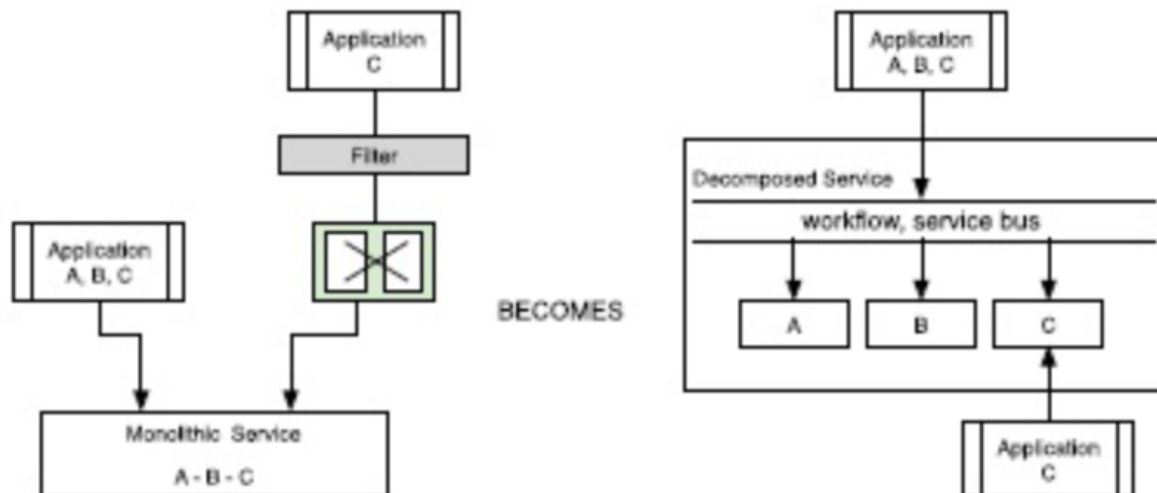 Application
C
Filter
Application
A, B, C
Monolithic Service
A - B - C
BECOMES
Application
A, B, C
Decomposed Service
workflow, service bus
A
B
C
Application
C